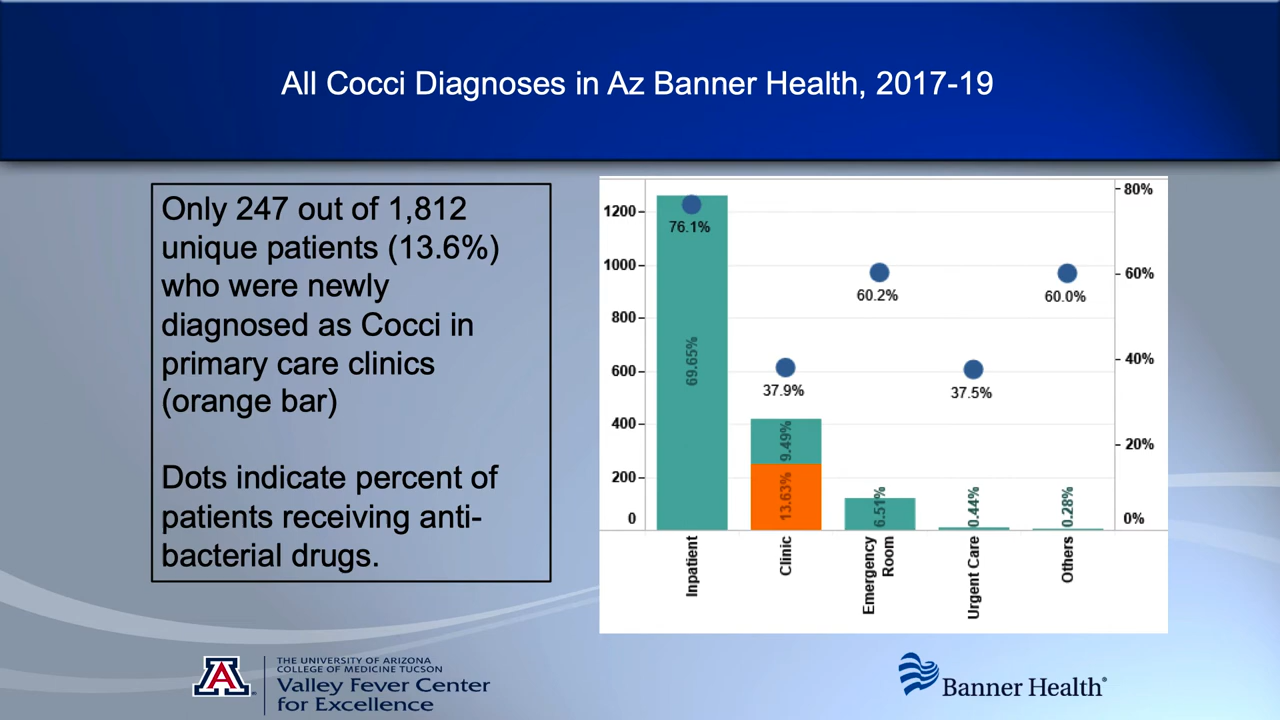 All Cocci Diagnoses in Az Banner Health, 2017-19
Only 247 out of 1,812
unique patients (13.6%)
who were newly
diagnosed as Cocci in
primary care clinics
(orange bar)
Dots indicate percent of
patients receiving anti-
bacterial drugs.
1200
1000
800
600
400
200
0
80%
60%
40%
20%
0%
76.1%
37.9%
60.2%
37.5%
60.0%
69.65%
9.49%
13.63%
6.51%
0.44%
0.28%
Inpatient
Clinic
Emergency
Room
Urgent Care
Others
A
THE UNIVERSITY OF ARIZONA
COLLEGE OF MEDICINE TUCSON
Valley Fever Center
for Excellence
Banner Health®